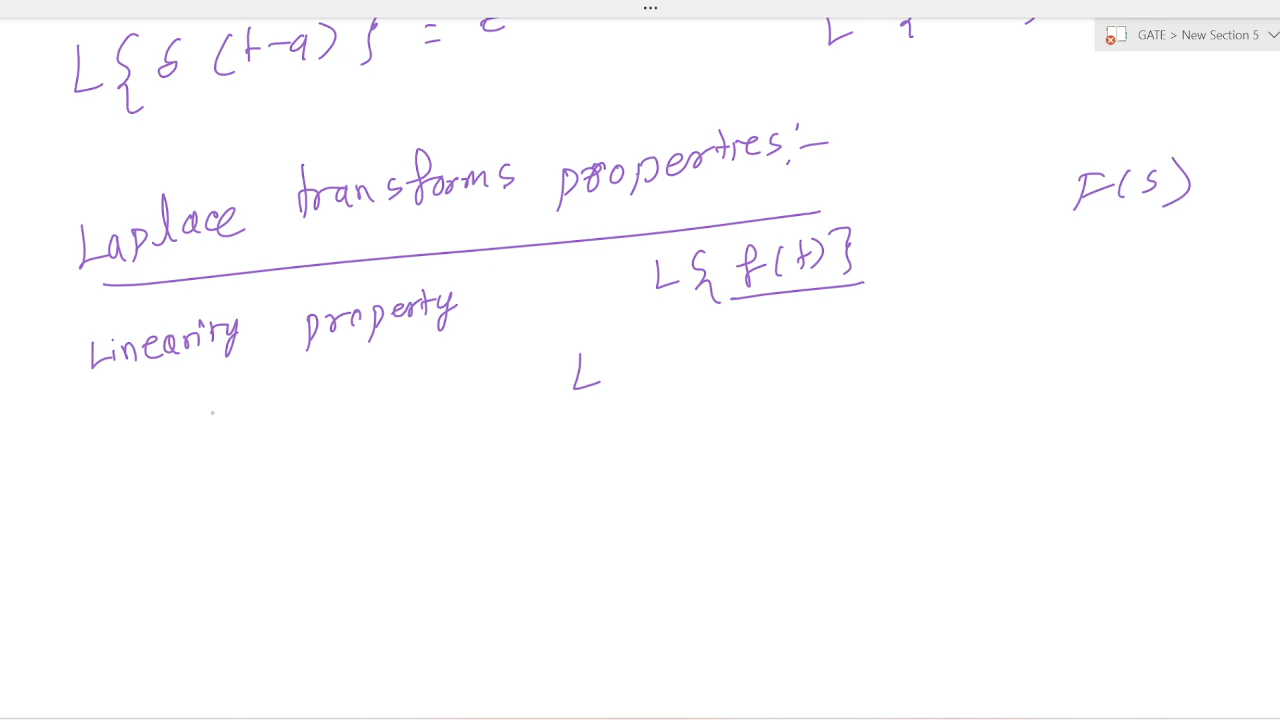 GATE > New Section 5
L{δ(t-a)} =
Laplace transforms properties:-
F(s)
L{f(t)}
Linearity property
L